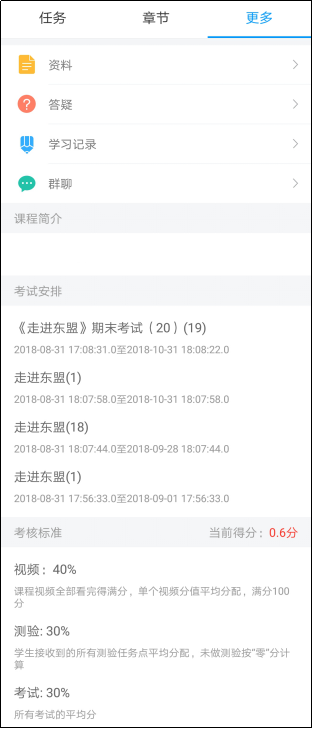 任务 章节 更多
资料
答疑
学习记录
群聊
课程简介
考试安排
《走进东盟》期末考试（20）(19)
2018-08-31 17:08:31.0至2018-10-31 18:08:22.0
走进东盟(1)
2018-08-31 18:07:58.0至2018-10-31 18:07:58.0
走进东盟(18)
2018-08-31 18:07:44.0至2018-09-28 18:07:44.0
走进东盟(1)
2018-08-31 17:56:33.0至2018-09-01 17:56:33.0
考核标准 当前得分：0.6分
视频：40%
课程视频全部看完得满分，单个视频分值平均分配，满分100
分
测验: 30%
学生接收到的所有测验任务点平均分配，未做测验按“零”分计
算
考试: 30%
所有考试的平均分